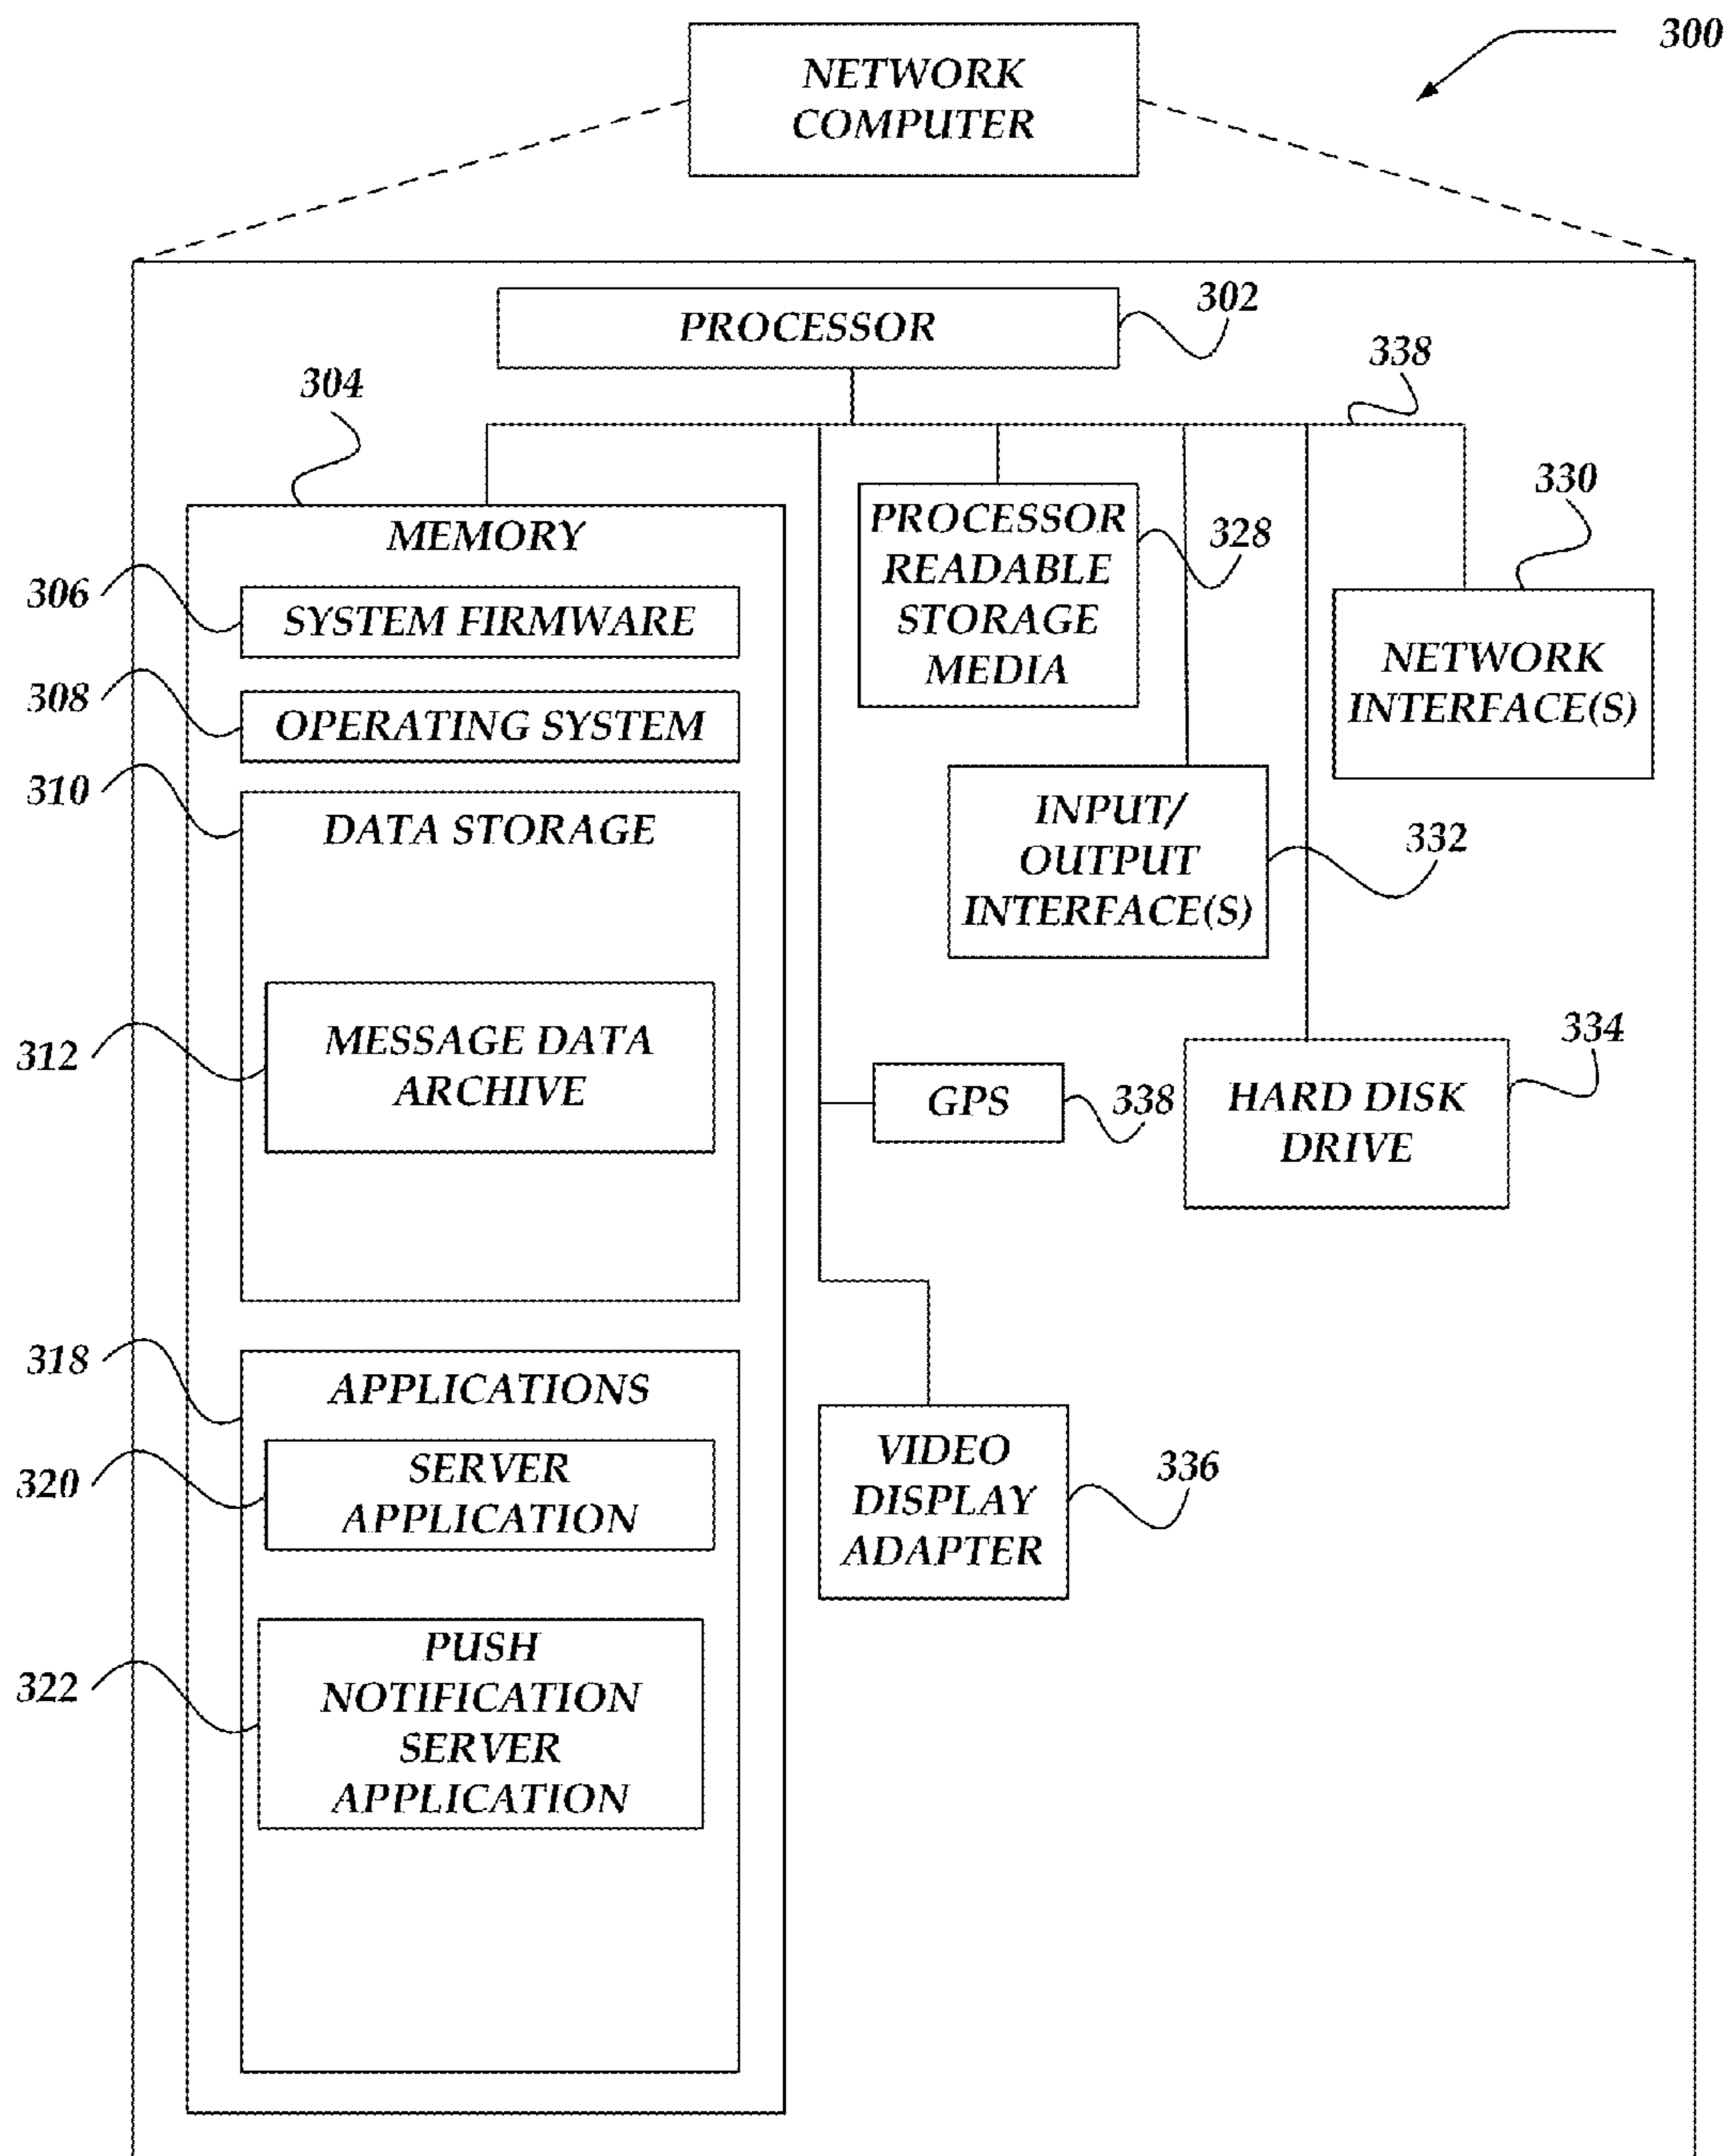 300
NETWORK
COMPUTER
PROCESSOR
302
338
304
MEMORY
306
SYSTEM FIRMWARE
308
OPERATING SYSTEM
310
DATA STORAGE
312
MESSAGE DATA
ARCHIVE
318
APPLICATIONS
320
SERVER
APPLICATION
322
PUSH
NOTIFICATION
SERVER
APPLICATION
PROCESSOR
READABLE
STORAGE
MEDIA
328
330
NETWORK
INTERFACE(S)
INPUT/
OUTPUT
INTERFACE(S)
332
GPS
338
334
HARD DISK
DRIVE
VIDEO
DISPLAY
ADAPTER
336